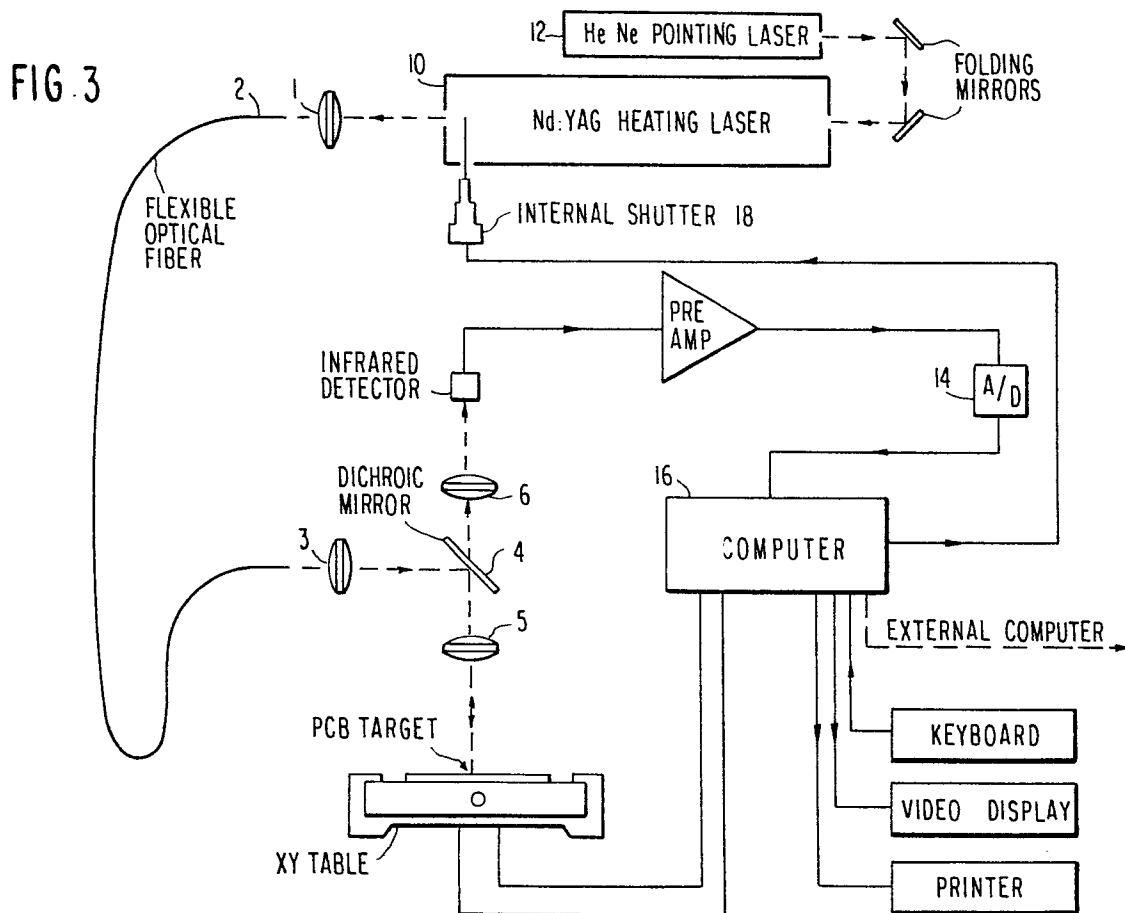 FIG. 3
12
He Ne POINTING LASER
FOLDING
MIRRORS
10
Nd:YAG HEATING LASER
1
2
FLEXIBLE
OPTICAL
FIBER
INTERNAL SHUTTER 18
PRE
AMP
INFRARED
DETECTOR
14
A/D
DICHROIC
MIRROR
6
16
COMPUTER
3
4
5
EXTERNAL COMPUTER
PCB TARGET
KEYBOARD
VIDEO DISPLAY
XY TABLE
PRINTER